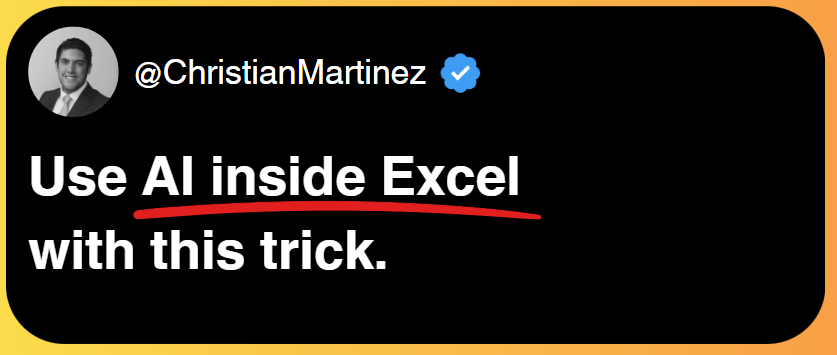 @ChristianMartinez
Use AI inside Excel
with this trick.